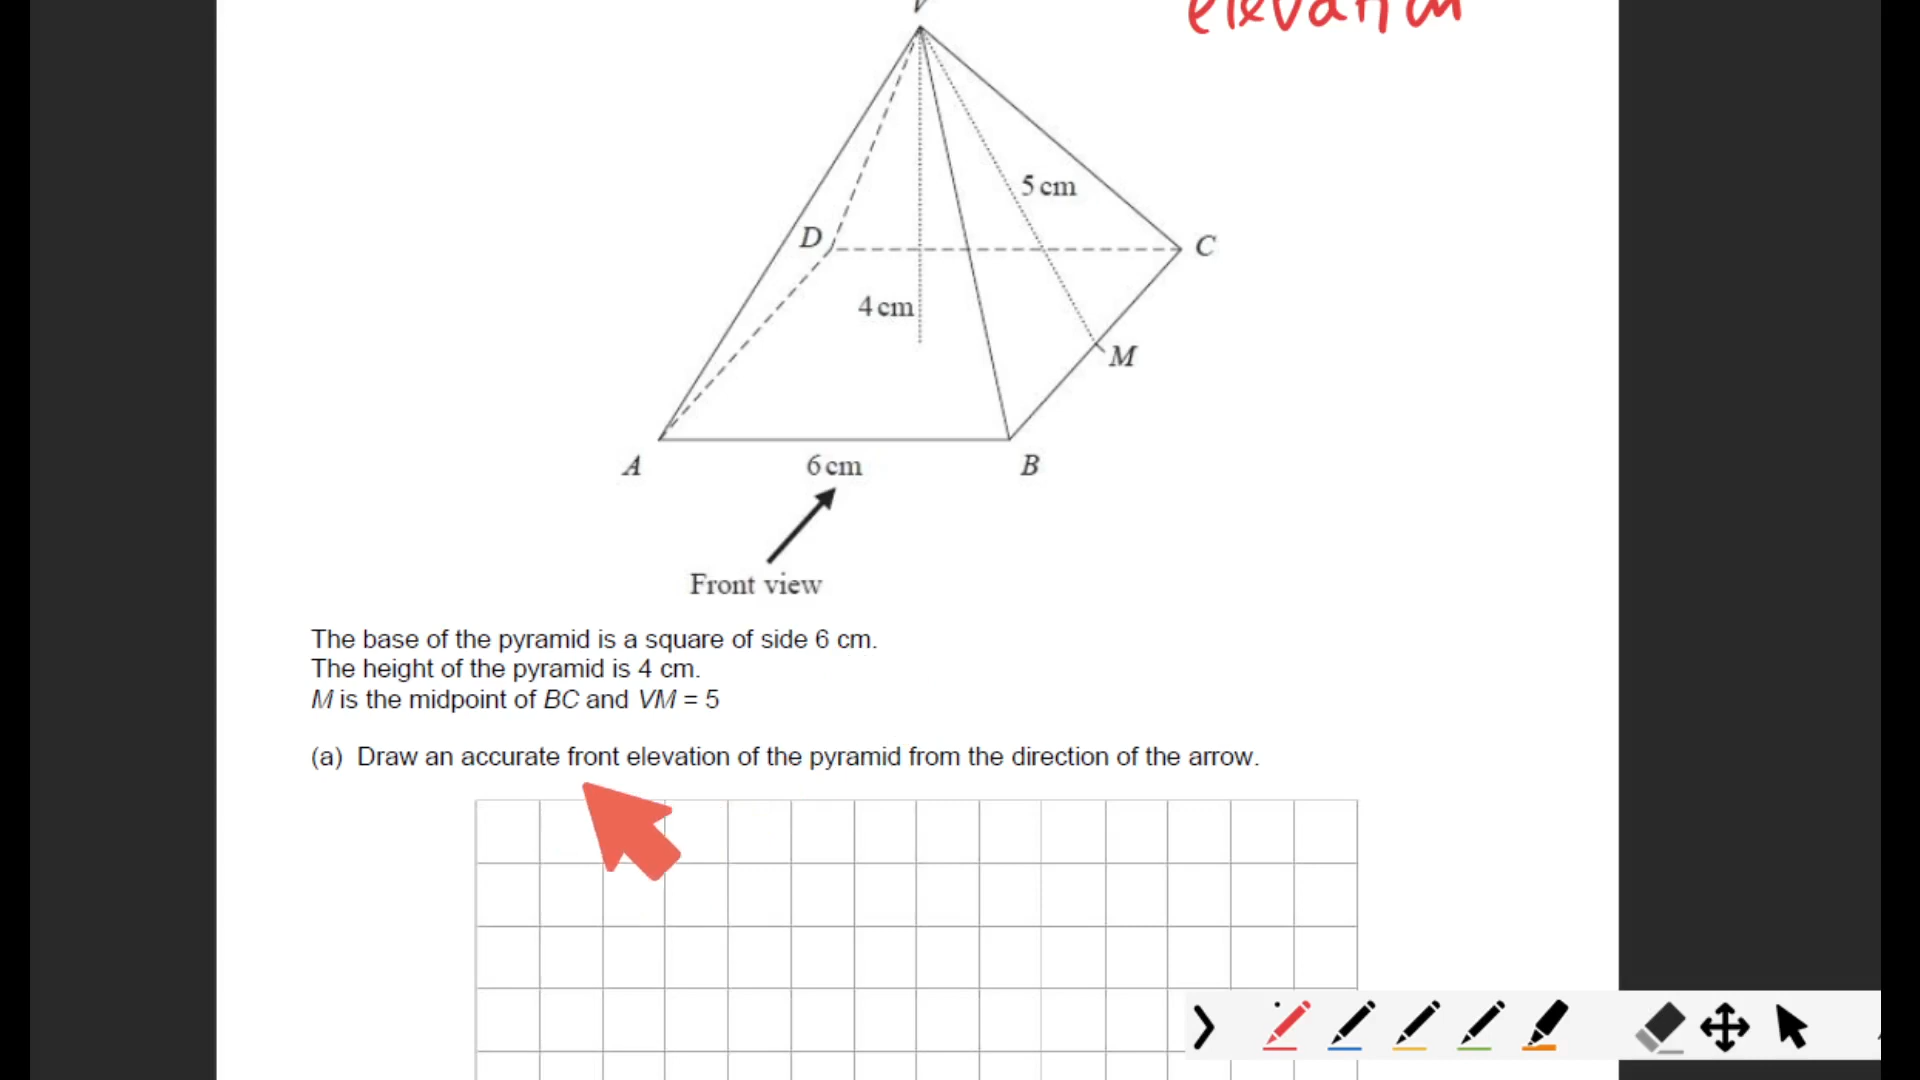 elevation
V
5 cm
D
C
4 cm
M
A
6 cm
B
Front view
The base of the pyramid is a square of side 6 cm.
The height of the pyramid is 4 cm.
M is the midpoint of BC and VM = 5
(a) Draw an accurate front elevation of the pyramid from the direction of the arrow.